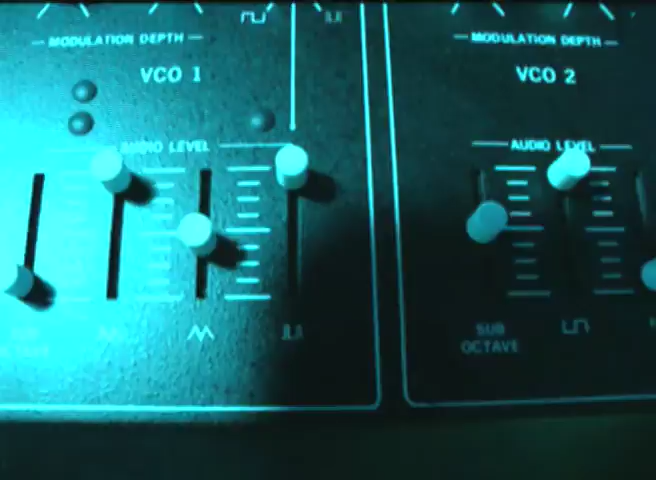 MODULATION DEPTH
VCO 1
AUDIO LEVEL
MODULATION DEPTH
VCO 2
AUDIO LEVEL
SUB
OCTAVE